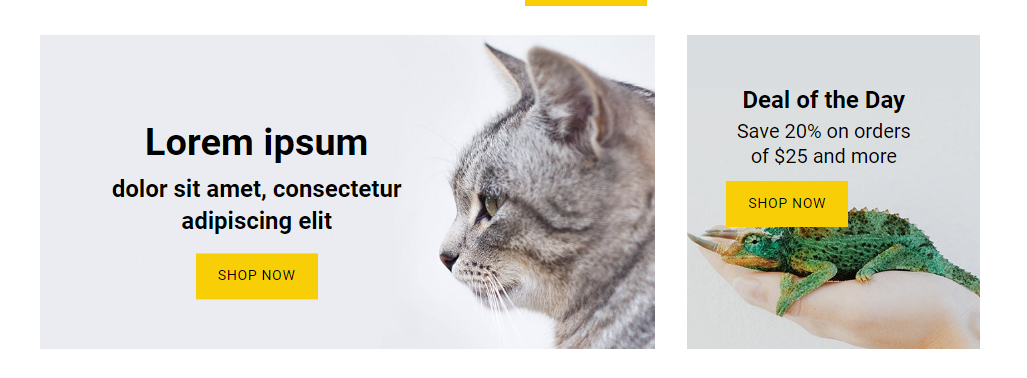 Lorem ipsum
dolor sit amet, consectetur
adipiscing elit
SHOP NOW
Deal of the Day
Save 20% on orders
of $25 and more
SHOP NOW